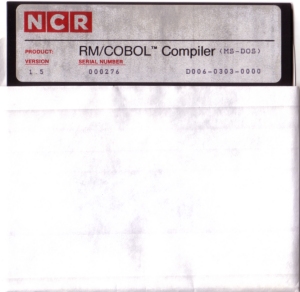 NCR
PRODUCT: RM/COBOL™ Compiler (MS-DOS)
VERSION SERIAL NUMBER
1.5 000276 D006-0303-0000